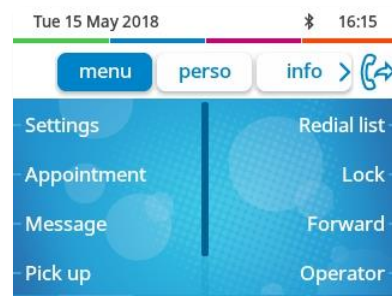 Tue 15 May 2018 16:15
menu perso info
Settings Redial list
Appointment Lock
Message Forward
Pick up Operator